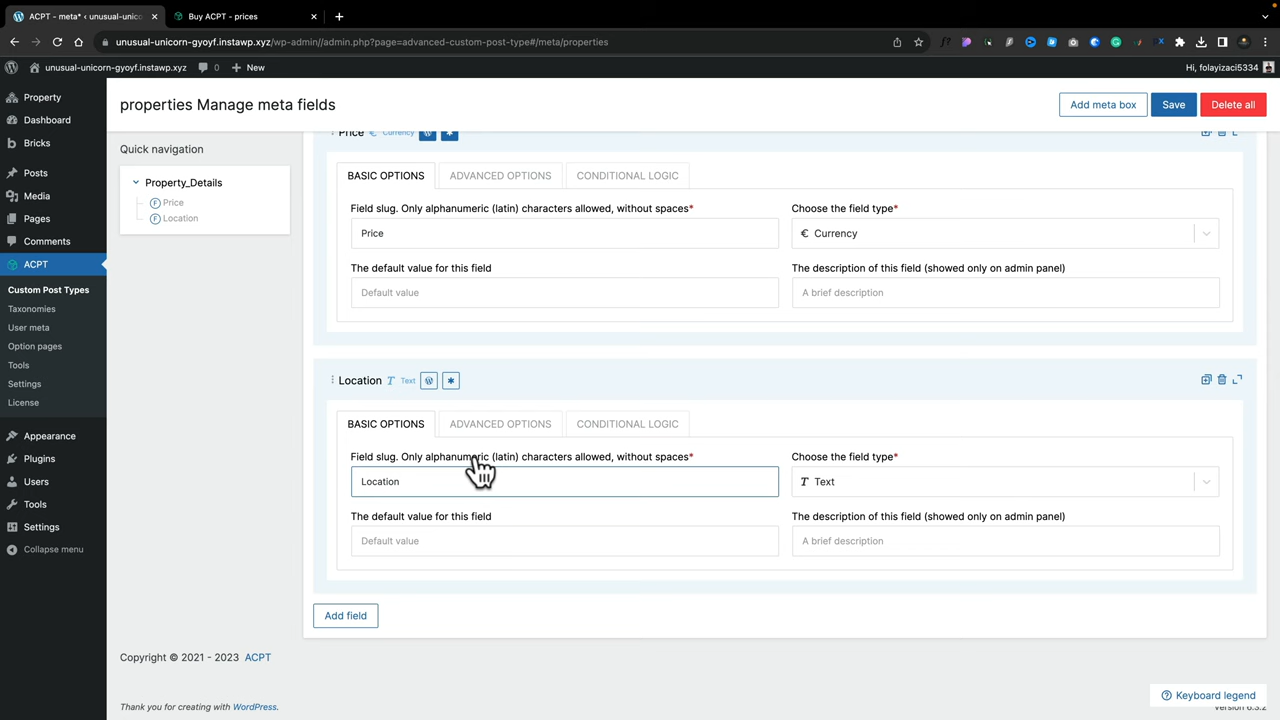 ACPT - meta* ‹ unusual-unico
Buy ACPT - prices
unusual-unicorn-gyoyf.instawp.xyz/wp-admin//admin.php?page=advanced-custom-post-type#/meta/properties
unusual-unicorn-gyoyf.instawp.xyz
0
New
Hi, folayizaci5334
Property
Dashboard
Bricks
Posts
Media
Pages
Comments
ACPT
Custom Post Types
Taxonomies
User meta
Option pages
Tools
Settings
License
Appearance
Plugins
Users
Tools
Settings
Collapse menu
properties Manage meta fields
Add meta box
Save
Delete all
Quick navigation
Property_Details
F Price
F Location
Price € Currency
BASIC OPTIONS
ADVANCED OPTIONS
CONDITIONAL LOGIC
Field slug. Only alphanumeric (latin) characters allowed, without spaces*
Choose the field type*
Price
€ Currency
The default value for this field
The description of this field (showed only on admin panel)
Default value
A brief description
Location T Text
BASIC OPTIONS
ADVANCED OPTIONS
CONDITIONAL LOGIC
Field slug. Only alphanumeric (latin) characters allowed, without spaces*
Choose the field type*
Location
T Text
The default value for this field
The description of this field (showed only on admin panel)
Default value
A brief description
Add field
Copyright © 2021 - 2023 ACPT
Keyboard legend
Thank you for creating with WordPress.
Version 6.3.2